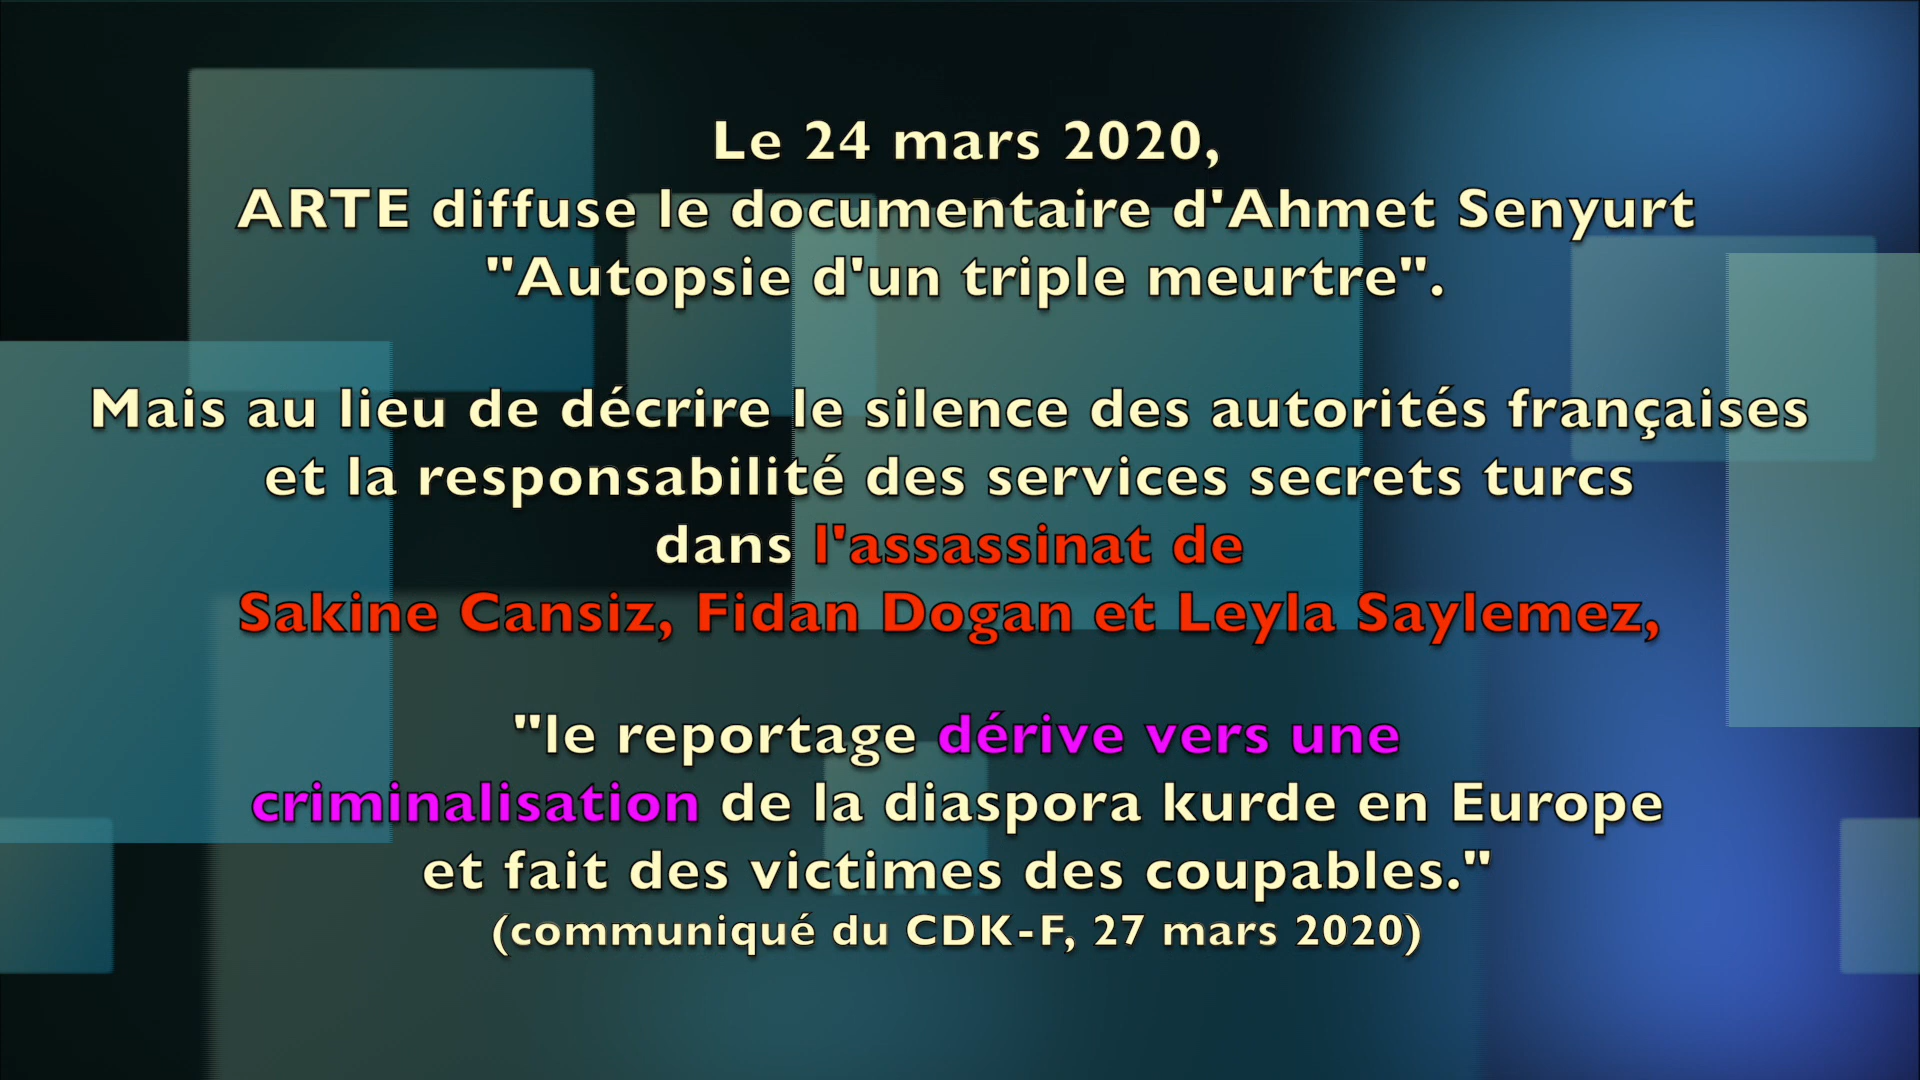 Le 24 mars 2020,
ARTE diffuse le documentaire d'Ahmet Senyurt
"Autopsie d'un triple meurtre".
Mais au lieu de décrire le silence des autorités françaises
et la responsabilité des services secrets turcs
dans l'assassinat de
Sakine Cansiz, Fidan Dogan et Leyla Saylemez,
"le reportage dérive vers une
criminalisation de la diaspora kurde en Europe
et fait des victimes des coupables."
(communiqué du CDK-F, 27 mars 2020)